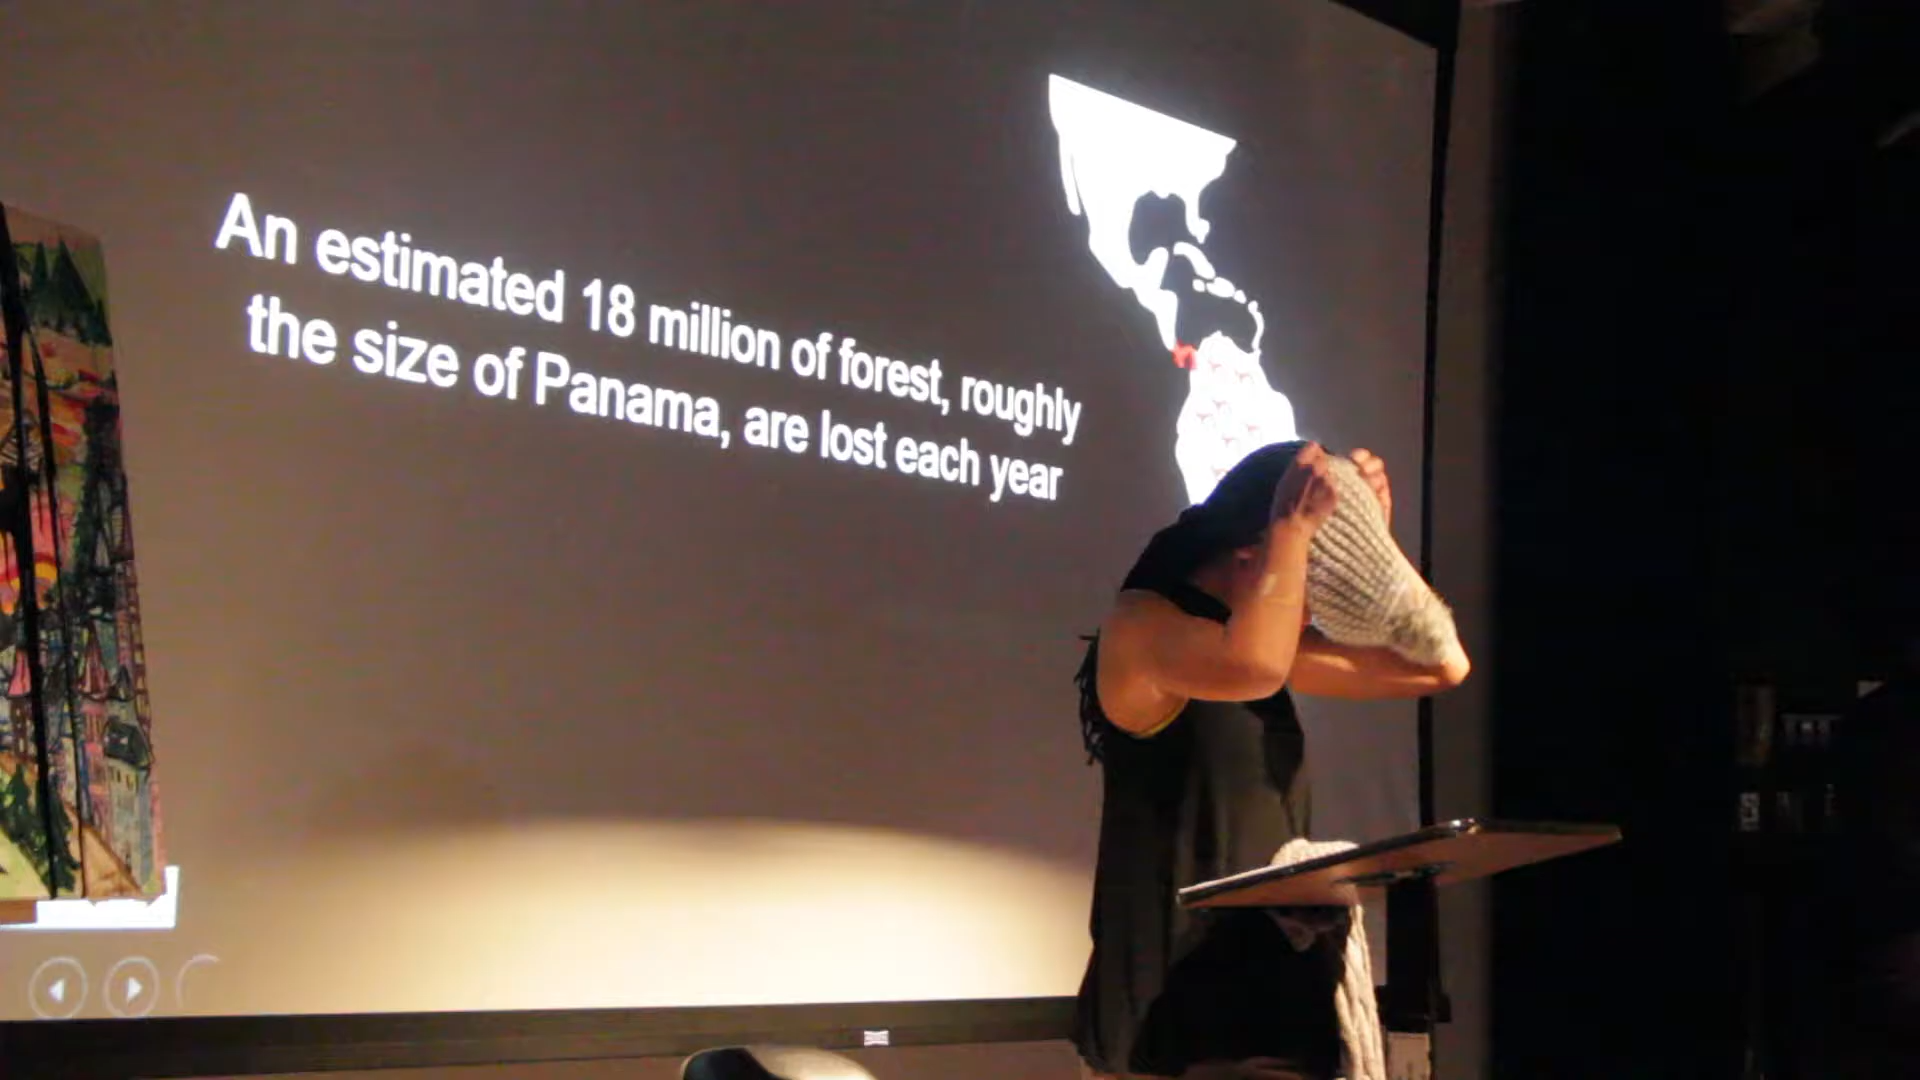 An estimated 18 million of forest, roughly
the size of Panama, are lost each year